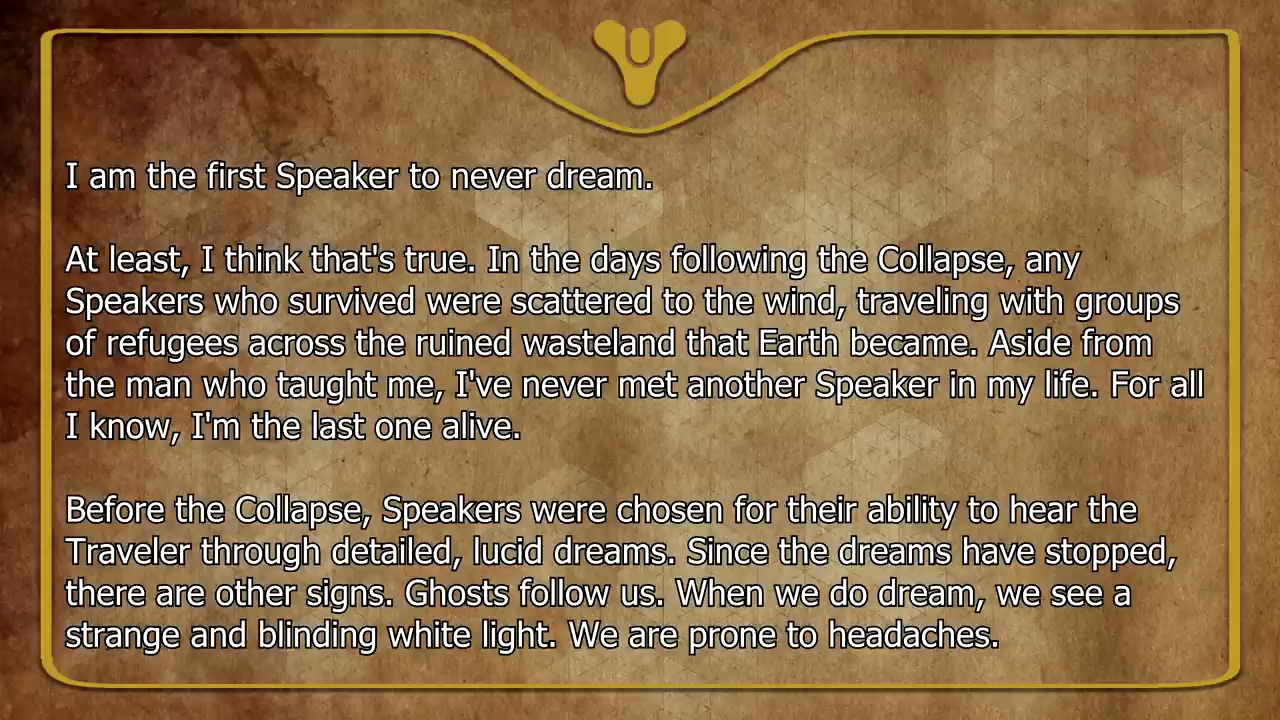 I am the first Speaker to never dream.
At least, I think that's true. In the days following the Collapse, any
Speakers who survived were scattered to the wind, traveling with groups
of refugees across the ruined wasteland that Earth became. Aside from
the man who taught me, I've never met another Speaker in my life. For all
I know, I'm the last one alive.
Before the Collapse, Speakers were chosen for their ability to hear the
Traveler through detailed, lucid dreams. Since the dreams have stopped,
there are other signs. Ghosts follow us. When we do dream, we see a
strange and blinding white light. We are prone to headaches.